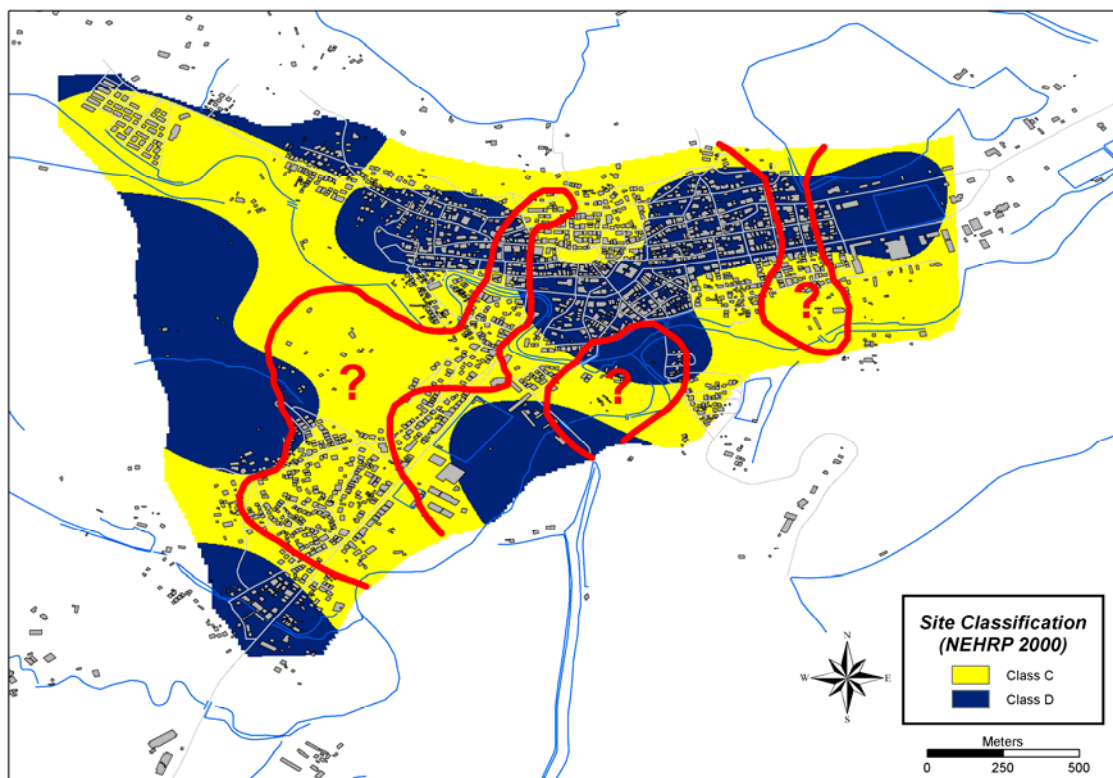 ?
?
?
Site Classification
(NEHRP 2000)
Class C
Class D
N
W E
S
Meters
0 250 500